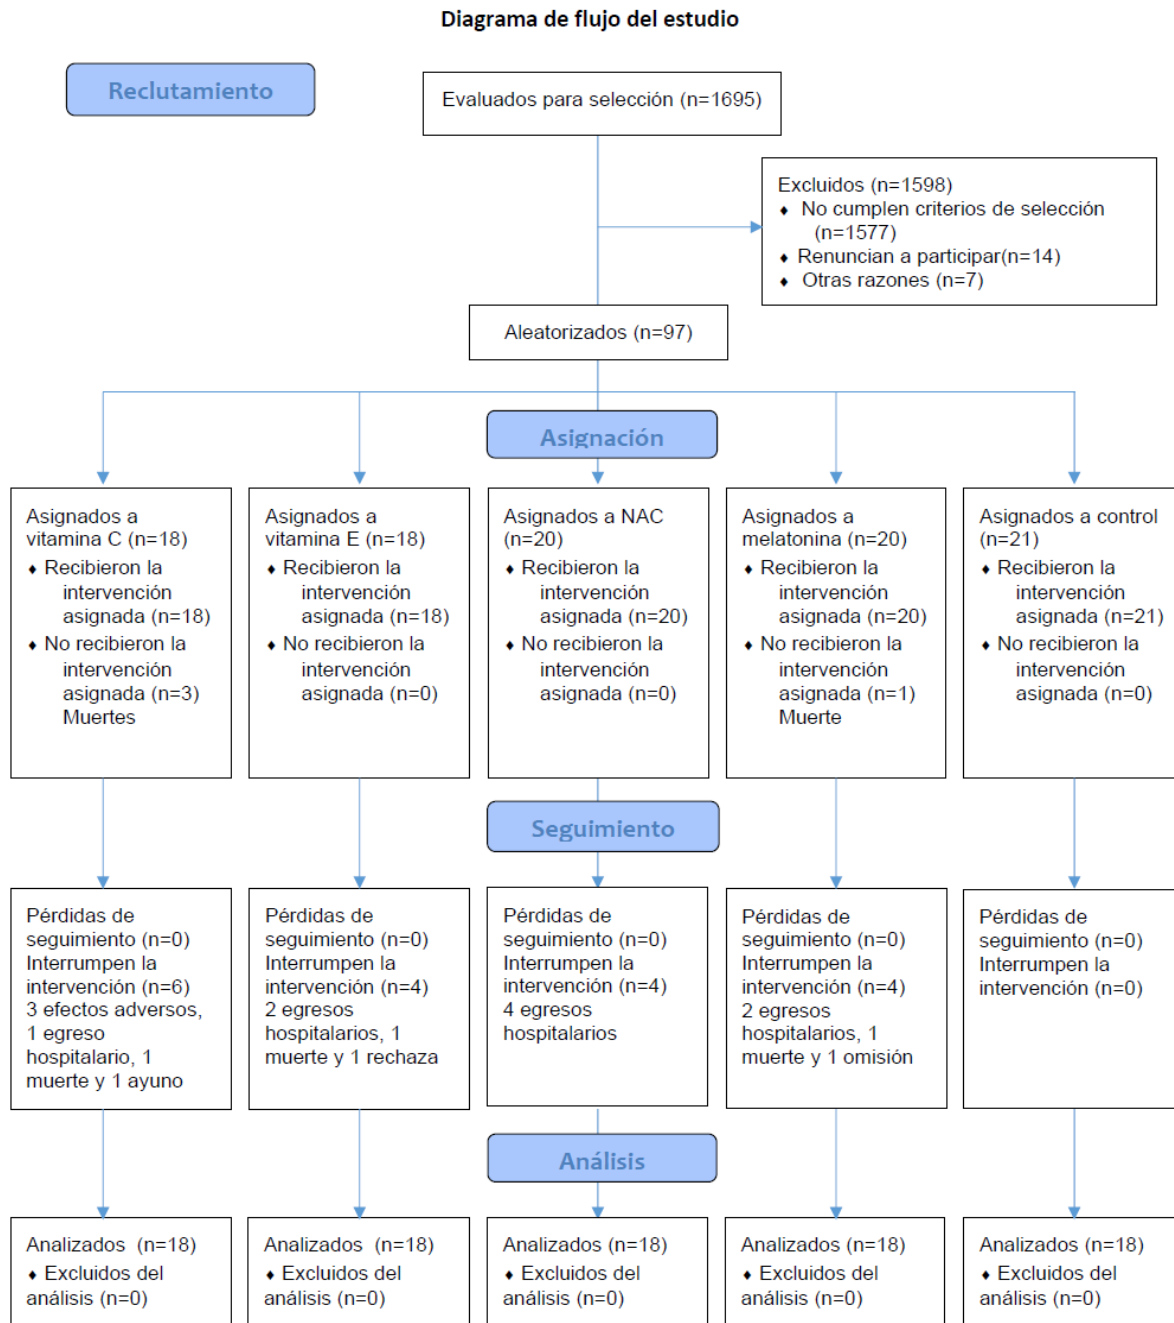 Diagrama de flujo del estudio
Reclutamiento
Evaluados para selección (n=1695)
Excluidos (n=1598)
♦ No cumplen criterios de selección
(n=1577)
♦ Renuncian a participar(n=14)
♦ Otras razones (n=7)
Aleatorizados (n=97)
Asignación
Asignados a
vitamina C (n=18)
♦ Recibieron la
intervención
asignada (n=18)
♦ No recibieron la
intervención
asignada (n=3)
Muertes
Asignados a
vitamina E (n=18)
♦ Recibieron la
intervención
asignada (n=18)
♦ No recibieron la
intervención
asignada (n=0)
Asignados a NAC
(n=20)
♦ Recibieron la
intervención
asignada (n=20)
♦ No recibieron la
intervención
asignada (n=0)
Asignados a
melatonina (n=20)
♦ Recibieron la
intervención
asignada (n=20)
♦ No recibieron la
intervención
asignada (n=1)
Muerte
Asignados a control
(n=21)
♦ Recibieron la
intervención
asignada (n=21)
♦ No recibieron la
intervención
asignada (n=0)
Seguimiento
Pérdidas de
seguimiento (n=0)
Interrumpen la
intervención (n=6)
3 efectos adversos,
1 egreso
hospitalario, 1
muerte y 1 ayuno
Pérdidas de
seguimiento (n=0)
Interrumpen la
intervención (n=4)
2 egresos
hospitalarios, 1
muerte y 1 rechaza
Pérdidas de
seguimiento (n=0)
Interrumpen la
intervención (n=4)
4 egresos
hospitalarios
Pérdidas de
seguimiento (n=0)
Interrumpen la
intervención (n=4)
2 egresos
hospitalarios, 1
muerte y 1 omisión
Pérdidas de
seguimiento (n=0)
Interrumpen la
intervención (n=0)
Análisis
Analizados (n=18)
♦ Excluidos del
análisis (n=0)
Analizados (n=18)
♦ Excluidos del
análisis (n=0)
Analizados (n=18)
♦ Excluidos del
análisis (n=0)
Analizados (n=18)
♦ Excluidos del
análisis (n=0)
Analizados (n=18)
♦ Excluidos del
análisis (n=0)